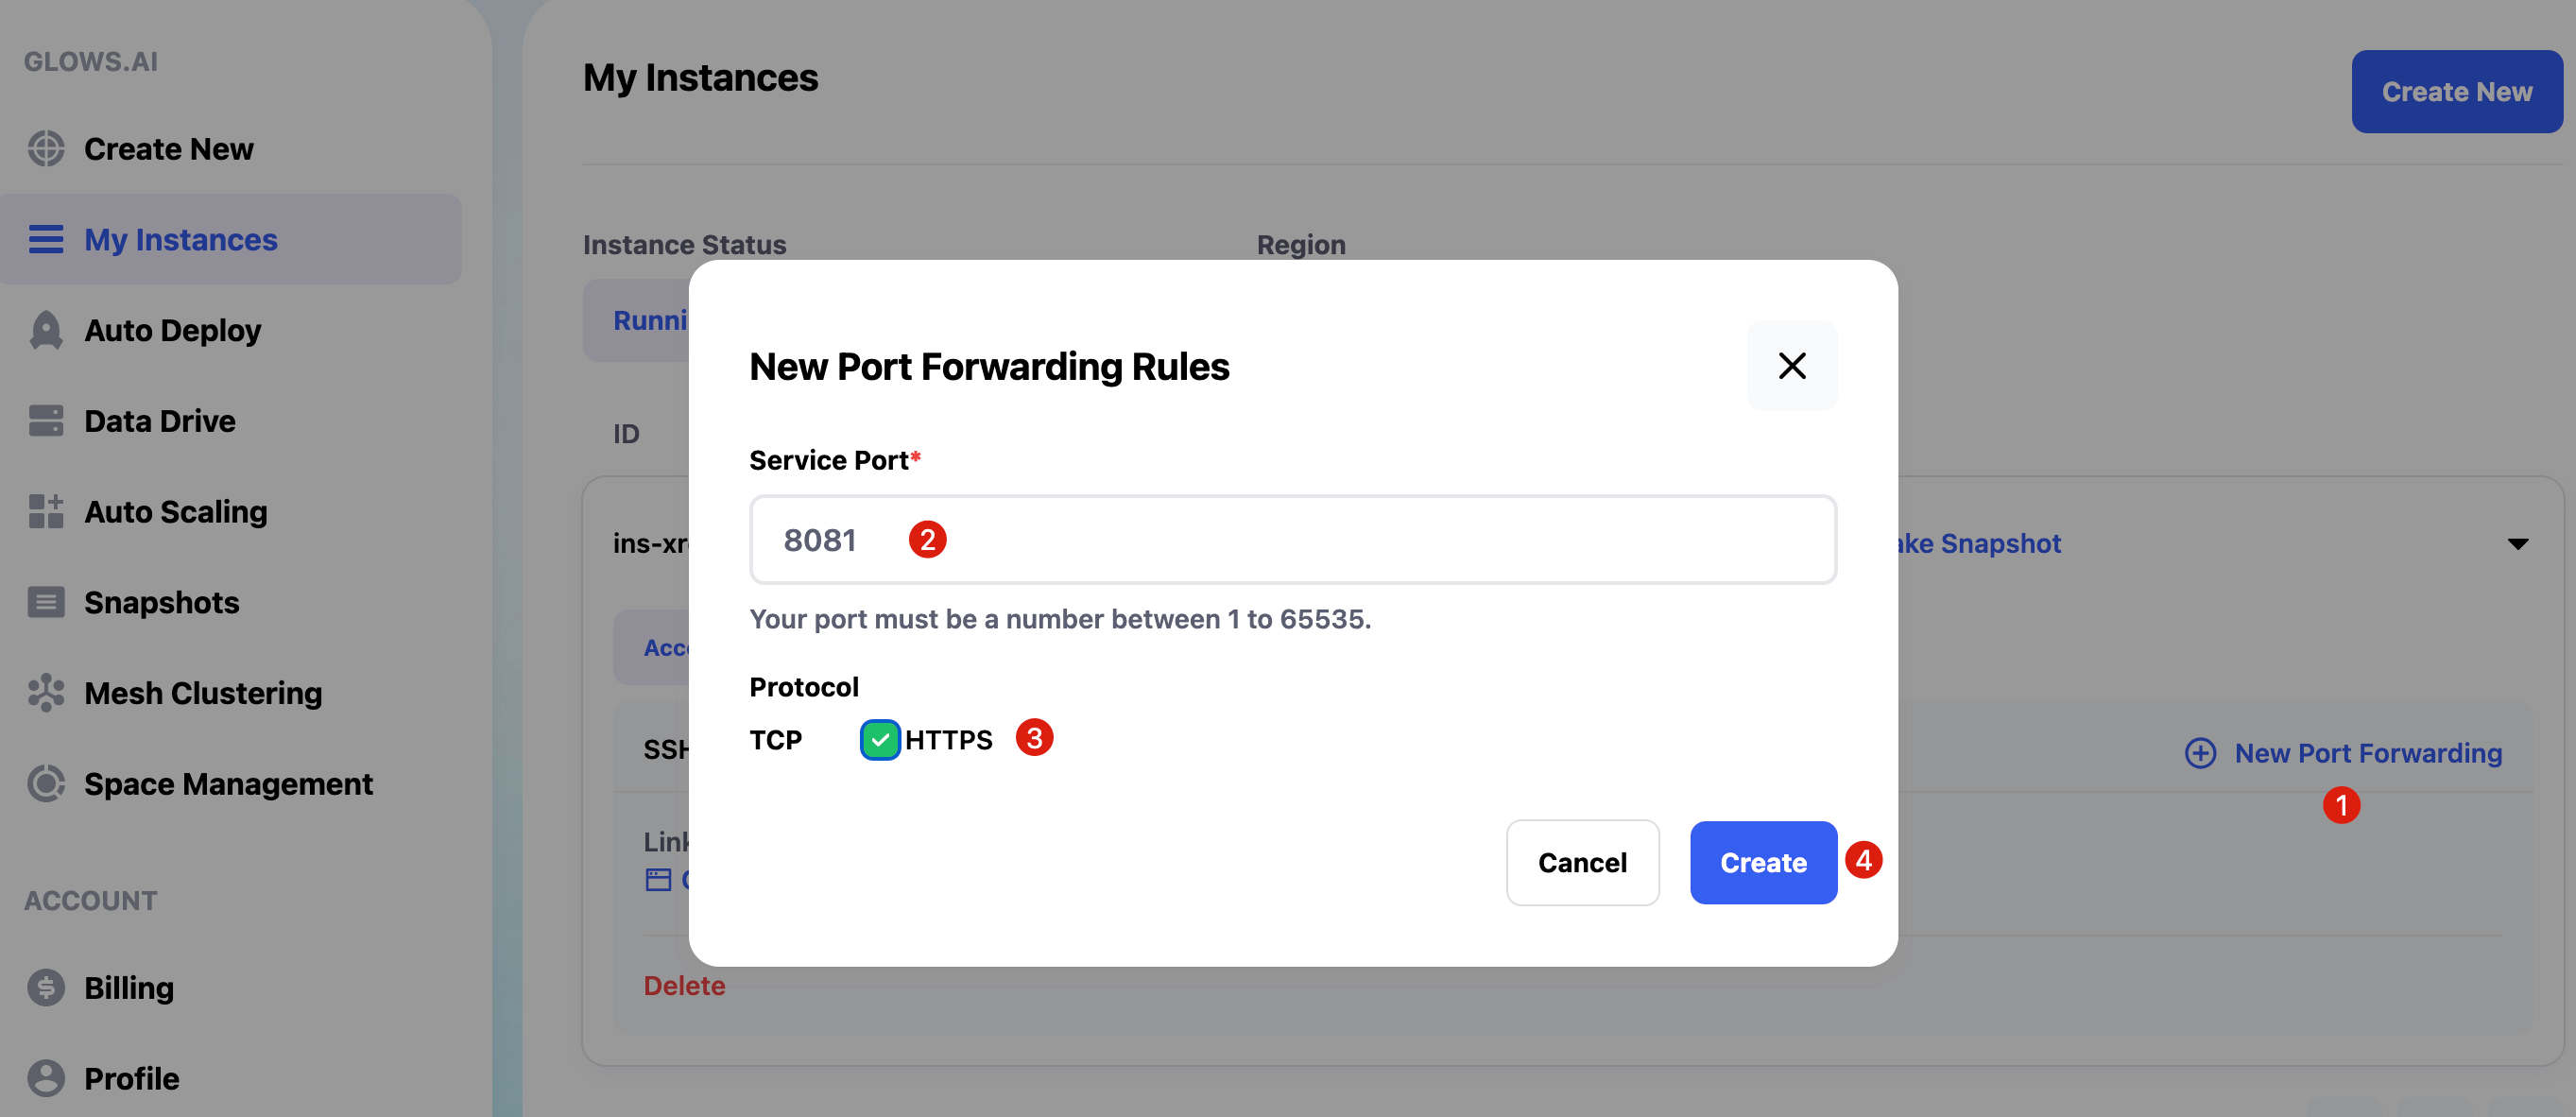 GLOWS.AI
Create New
My Instances
Auto Deploy
Data Drive
Auto Scaling
Snapshots
Mesh Clustering
Space Management
ACCOUNT
Billing
Profile
My Instances
Create New
Instance Status
Region
Runni
ID
ins-xr
ake Snapshot
Acc
SSH
New Port Forwarding
1
Link
Delete
New Port Forwarding Rules
Service Port*
8081 2
Your port must be a number between 1 to 65535.
Protocol
TCP HTTPS 3
Cancel
Create 4